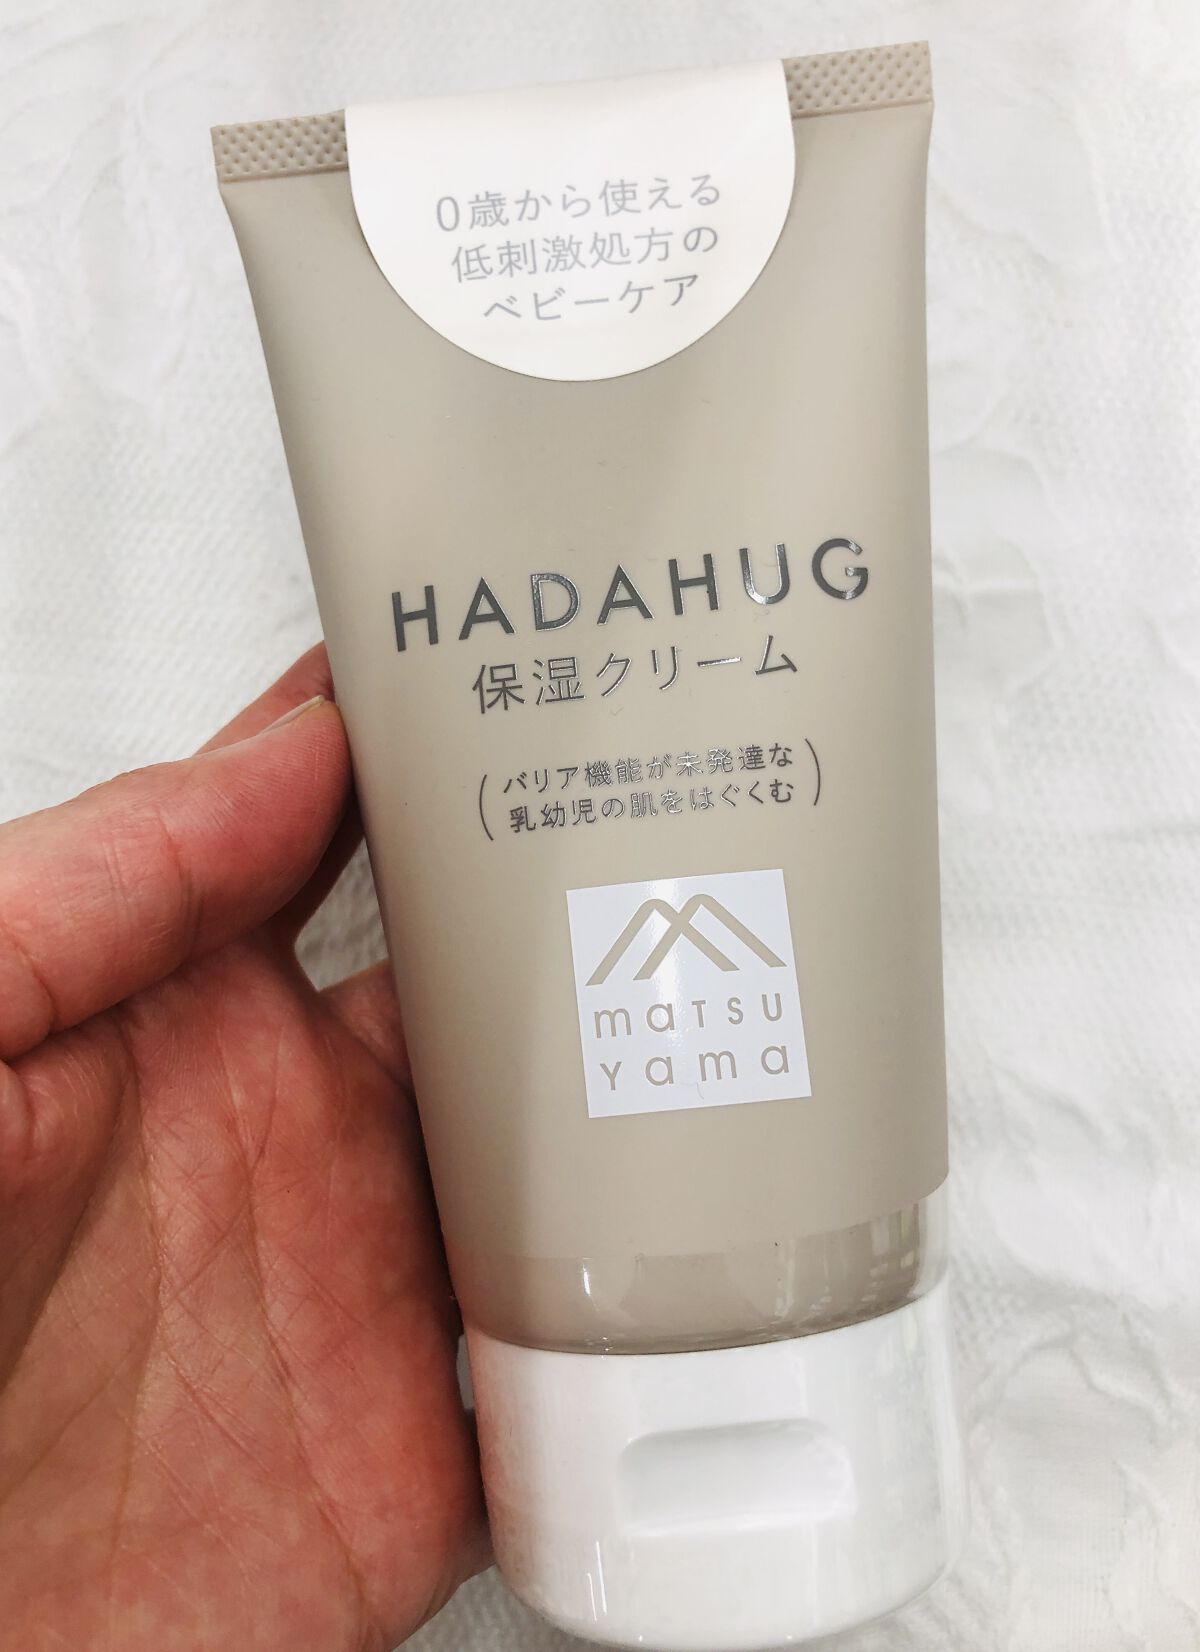 0歳から使える
低刺激処方の
ベビーケア
HADAHUG
保湿クリーム
(バリア機能が未発達な
乳幼児の肌をはぐくむ)
maTSU
Yama